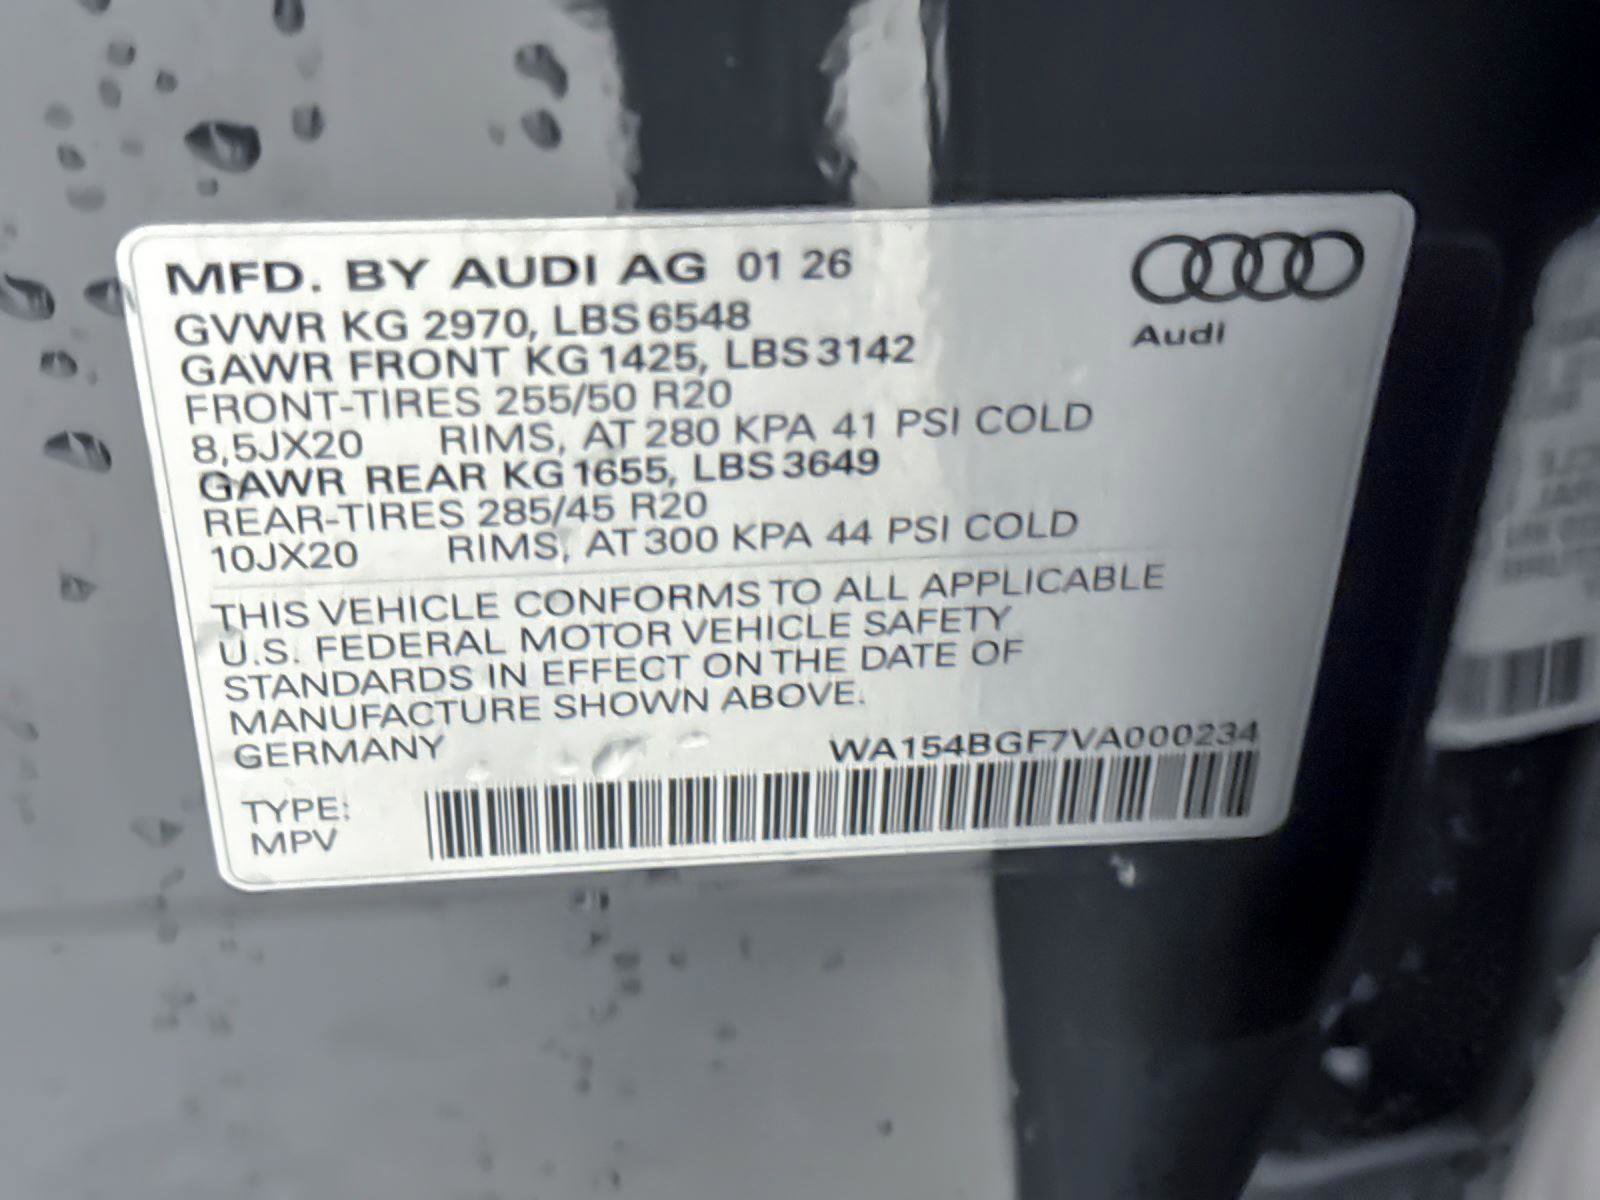 MFD. BY AUDI AG 01 26
GVWR KG 2970, LBS 6548
GAWR FRONT KG 1425, LBS 3142
FRONT-TIRES 255/50 R20
8,5JX20 RIMS, AT 280 KPA 41 PSI COLD
GAWR REAR KG 1655, LBS 3649
REAR-TIRES 285/45 R20
10JX20 RIMS, AT 300 KPA 44 PSI COLD
THIS VEHICLE CONFORMS TO ALL APPLICABLE
U.S. FEDERAL MOTOR VEHICLE SAFETY
STANDARDS IN EFFECT ON THE DATE OF
MANUFACTURE SHOWN ABOVE.
GERMANY WA154BGF7VA000234
TYPE:
MPV
Audi